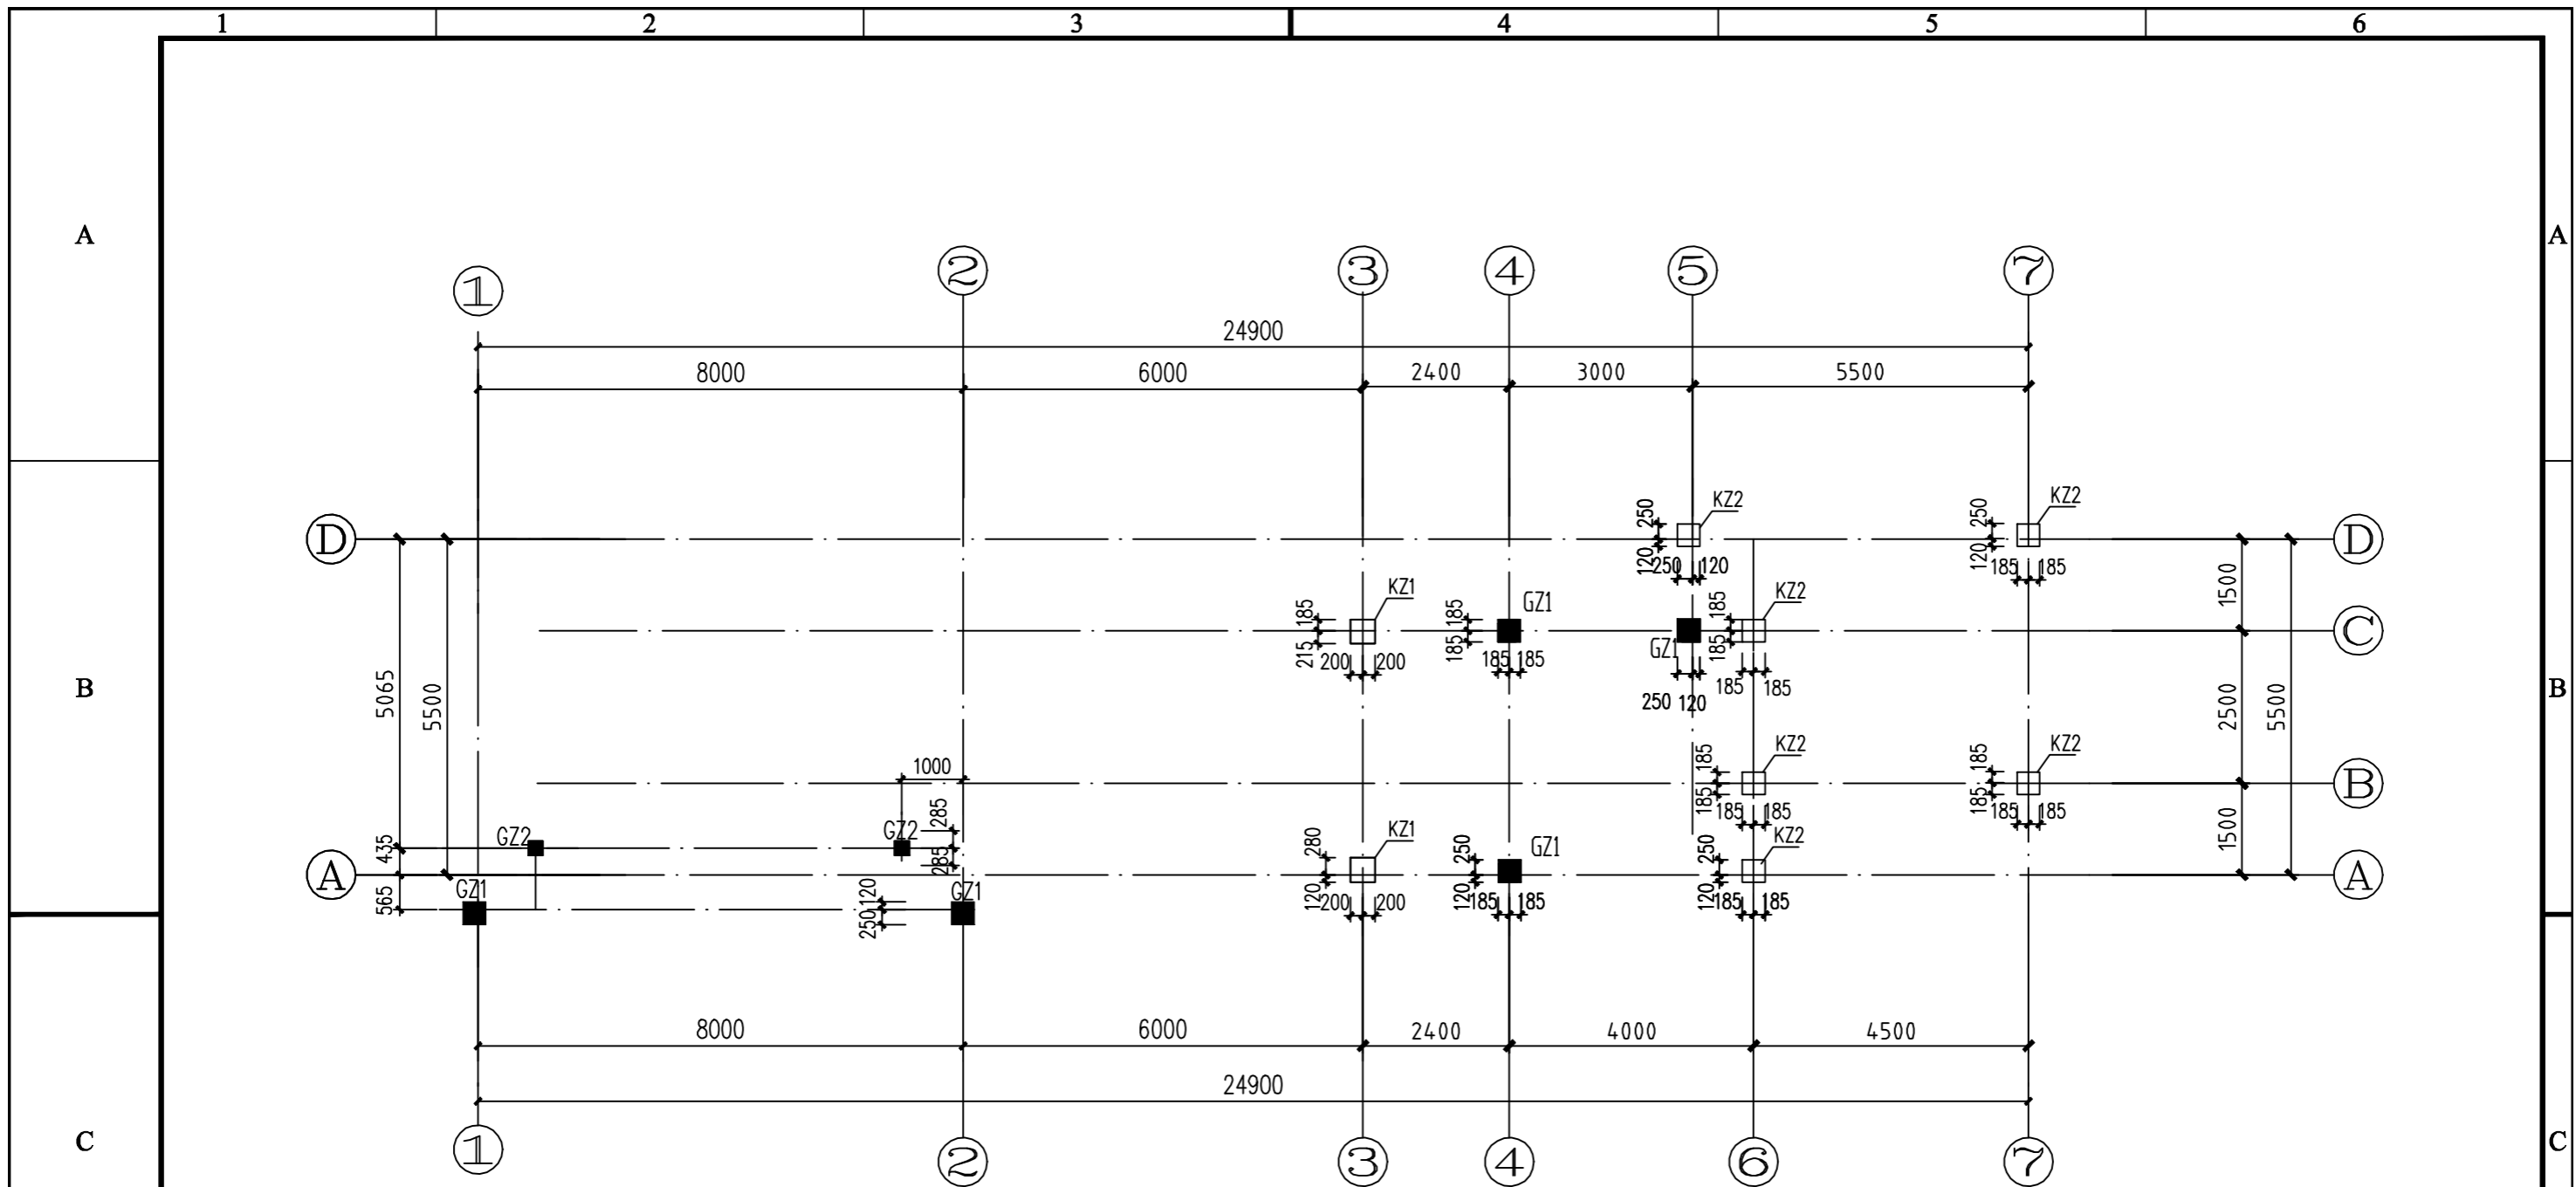 1 2 3 4 5 6
A A
1 2 3 4 5 7
24900
8000 6000 2400 3000 5500
B B
D D
C
B
A A
5065 5500 435 565
1500 2500 1500 5500
KZ2 250 120 250 120
KZ2 250 120 185 185
KZ1 185 215 200 200
GZ1 185 185 185 185
GZ1 250 120
KZ2 185 185 185 185
1000
KZ2 185 185 185 185
KZ2 185 185 185 185
GZ2 GZ2 285 285
KZ1 280 120 200 200
GZ1 250 120 185 185
KZ2 250 120 185 185
GZ1 GZ1 120 250
8000 6000 2400 4000 4500
24900
C C
1 2 3 4 6 7